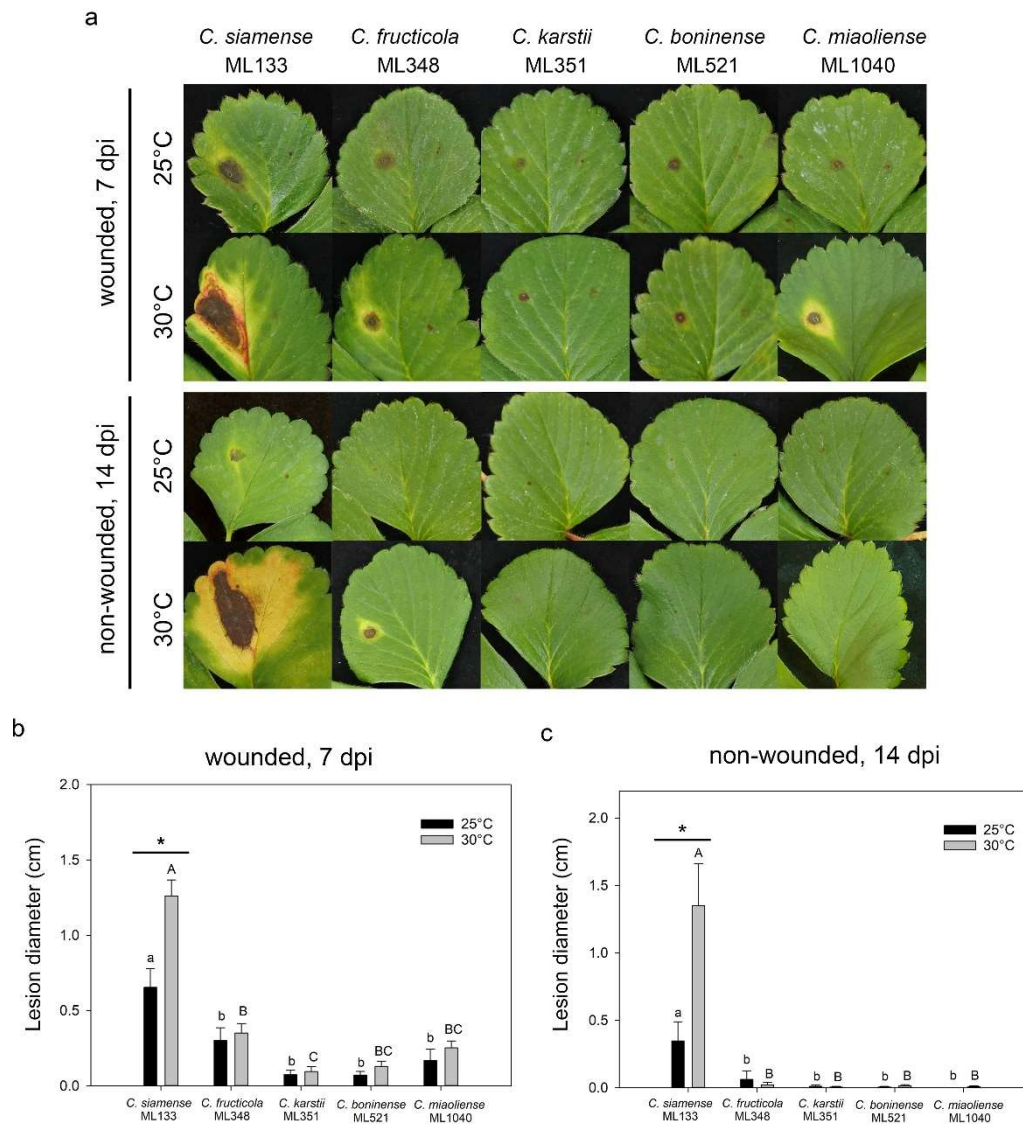 a
C. siamense C. fructicola C. karstii C. boninense C. miaoliense
ML133 ML348 ML351 ML521 ML1040
wounded, 7 dpi
25°C
30°C
non-wounded, 14 dpi
25°C
30°C
b
wounded, 7 dpi
Lesion diameter (cm)
2.0
1.5
1.0
0.5
0.0
25°C
30°C
*
a A
b B
b C
b BC
b BC
C. siamense C. fructicola C. karstii C. boninense C. miaoliense
ML133 ML348 ML351 ML521 ML1040
c
non-wounded, 14 dpi
Lesion diameter (cm)
2.0
1.5
1.0
0.5
0.0
25°C
30°C
*
a A
b B
b B
b B
b B
C. siamense C. fructicola C. karstii C. boninense C. miaoliense
ML133 ML348 ML351 ML521 ML1040